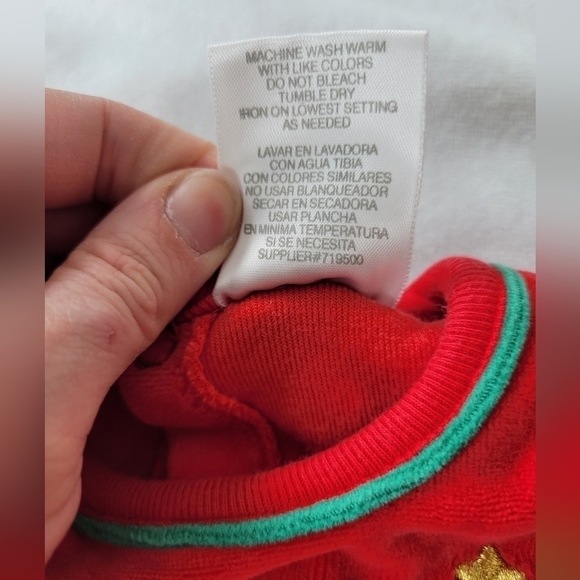 MACHINE WASH WARM
WITH LIKE COLORS
DO NOT BLEACH
TUMBLE DRY
IRON ON LOWEST SETTING
AS NEEDED
LAVAR EN LAVADORA
CON AGUA TIBIA
CON COLORES SIMILARES
NO USAR BLANQUEADOR
SECAR EN SECADORA
USAR PLANCHA
EN MINIMA TEMPERATURA
SI SE NECESITA
SUPPLIER#719500